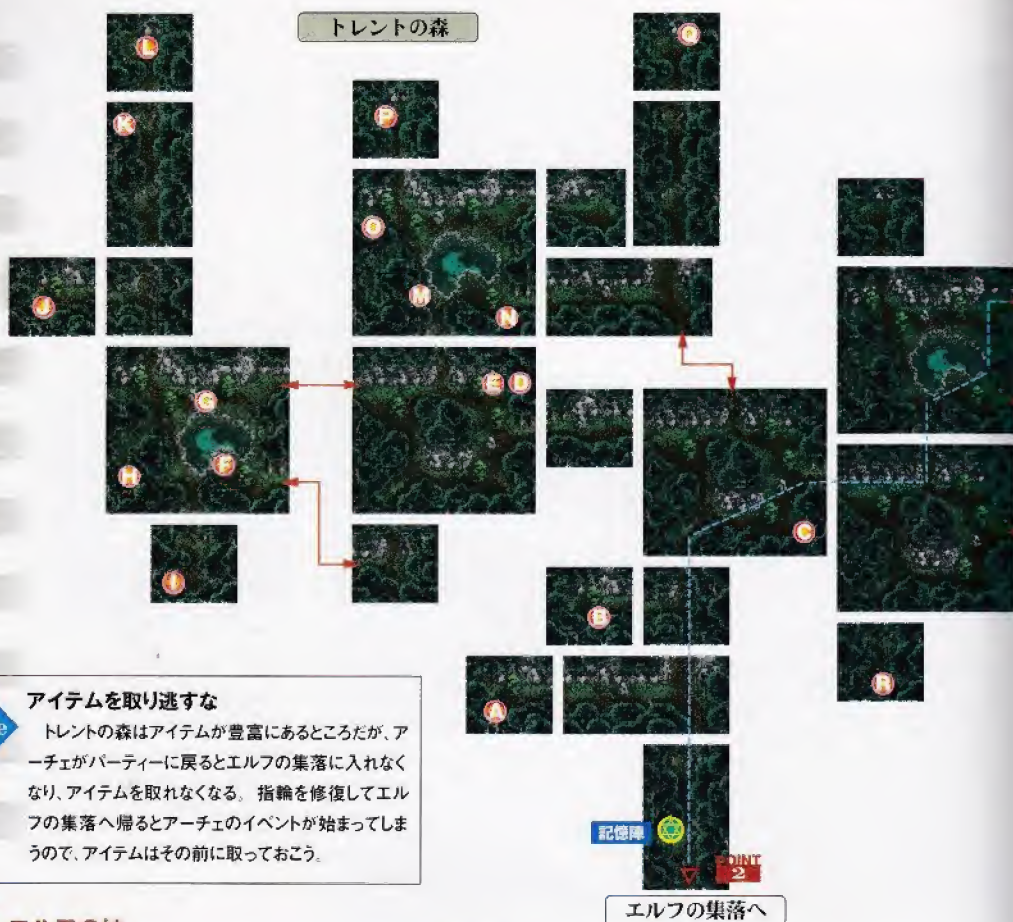 トレントの森
L
Q
K
P
O
J
M
N
G
E
D
F
H
C
I
B
R
A
アイテムを取り逃すな
トレントの森はアイテムが豊富にあるところだが、ア
ーチェがパーティーに戻るとエルフの集落に入れなく
なり、アイテムを取れなくなる。指輪を修復してエル
フの集落へ帰るとアーチェのイベントが始まってしま
うので、アイテムはその前に取っておこう。
記憶陣
POINT
2
エルフの集落へ